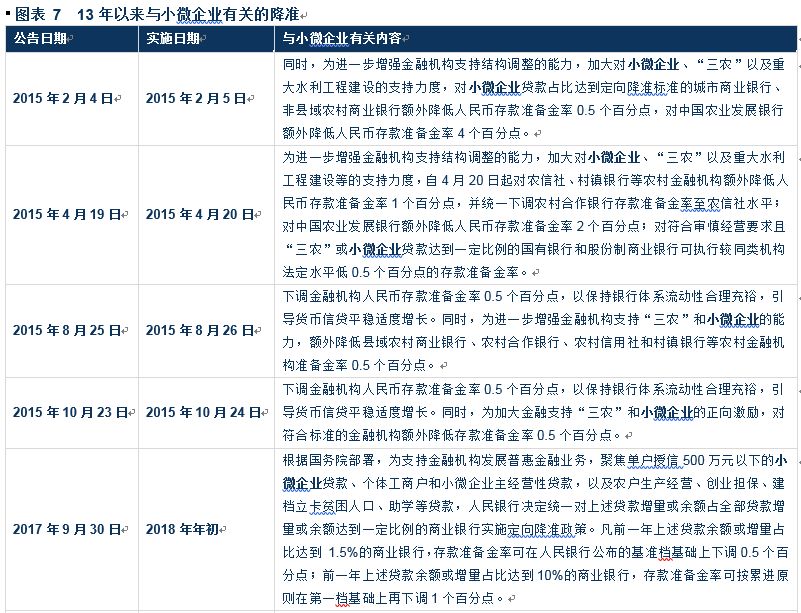 图表 7 13 年以来与小微企业有关的降准
公告日期 实施日期 与小微企业有关内容
2015 年 2 月 4 日 2015 年 2 月 5 日
同时，为进一步增强金融机构支持结构调整的能力，加大对小微企业、“三农”以及重
大水利工程建设的支持力度，对小微企业贷款占比达到定向降准标准的城市商业银行、
非县域农村商业银行额外降低人民币存款准备金率 0.5 个百分点，对中国农业发展银行
额外降低人民币存款准备金率 4 个百分点。
2015 年 4 月 19 日 2015 年 4 月 20 日
为进一步增强金融机构支持结构调整的能力，加大对小微企业、“三农”以及重大水利
工程建设等的支持力度，自 4 月 20 日起对农信社、村镇银行等农村金融机构额外降低人
民币存款准备金率 1 个百分点，并统一下调农村合作银行存款准备金率至农信社水平；
对中国农业发展银行额外降低人民币存款准备金率 2 个百分点；对符合审慎经营要求且
“三农”或小微企业贷款达到一定比例的国有银行和股份制商业银行可执行较同类机构
法定水平低 0.5 个百分点的存款准备金率。
2015 年 8 月 25 日 2015 年 8 月 26 日
下调金融机构人民币存款准备金率 0.5 个百分点，以保持银行体系流动性合理充裕，引
导货币信贷平稳适度增长。同时，为进一步增强金融机构支持“三农”和小微企业的能
力，额外降低县域农村商业银行、农村合作银行、农村信用社和村镇银行等农村金融机
构准备金率 0.5 个百分点。
2015 年 10 月 23 日 2015 年 10 月 24 日
下调金融机构人民币存款准备金率 0.5 个百分点，以保持银行体系流动性合理充裕，引
导货币信贷平稳适度增长。同时，为加大金融支持“三农”和小微企业的正向激励，对
符合标准的金融机构额外降低存款准备金率 0.5 个百分点。
2017 年 9 月 30 日 2018 年年初
根据国务院部署，为支持金融机构发展普惠金融业务，聚焦单户授信 500 万元以下的小
微企业贷款、个体工商户和小微企业主经营性贷款，以及农户生产经营、创业担保、建
档立卡贫困人口、助学等贷款，人民银行决定统一对上述贷款增量或余额占全部贷款增
量或余额达到一定比例的商业银行实施定向降准政策。凡前一年上述贷款余额或增量占
比达到 1.5%的商业银行，存款准备金率可在人民银行公布的基准档基础上下调 0.5 个百
分点；前一年上述贷款余额或增量占比达到10%的商业银行，存款准备金率可按累进原
则在第一档基础上再下调 1 个百分点。